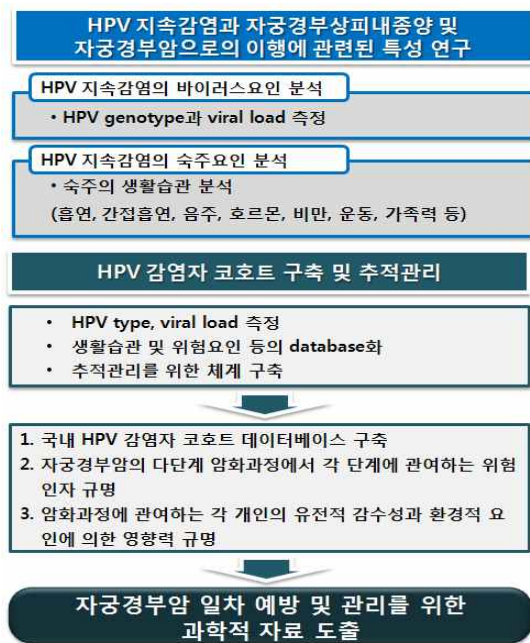 HPV 지속감염과 자궁경부상피내종양 및
자궁경부암으로의 이행에 관련된 특성 연구
HPV 지속감염의 바이러스요인 분석
• HPV genotype과 viral load 측정
HPV 지속감염의 숙주요인 분석
• 숙주의 생활습관 분석
(흡연, 간접흡연, 음주, 호르몬, 비만, 운동, 가족력 등)
HPV 감염자 코호트 구축 및 추적관리
• HPV type, viral load 측정
• 생활습관 및 위험요인 등의 database화
• 추적관리를 위한 체계 구축
1. 국내 HPV 감염자 코호트 데이터베이스 구축
2. 자궁경부암의 다단계 암화과정에서 각 단계에 관여하는 위험
인자 규명
3. 암화과정에 관여하는 각 개인의 유전적 감수성과 환경적 요
인에 의한 영향력 규명
자궁경부암 일차 예방 및 관리를 위한
과학적 자료 도출